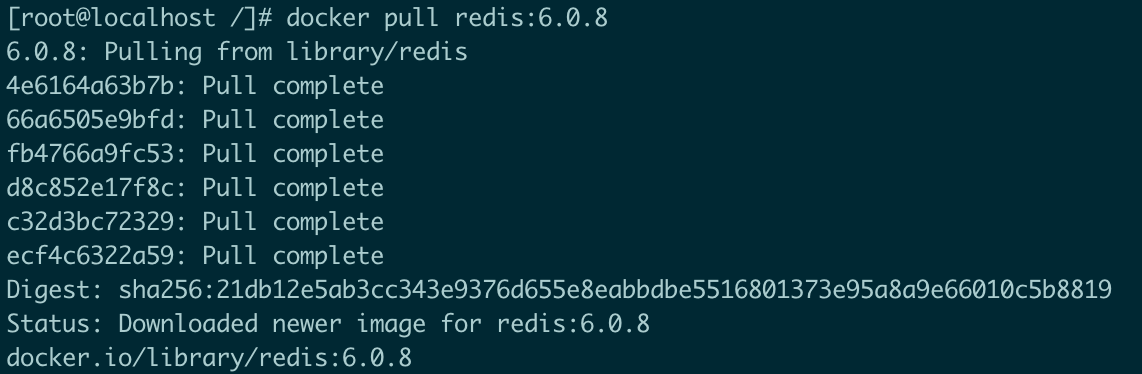 [root@localhost /]# docker pull redis:6.0.8
6.0.8: Pulling from library/redis
4e6164a63b7b: Pull complete
66a6505e9bfd: Pull complete
fb4766a9fc53: Pull complete
d8c852e17f8c: Pull complete
c32d3bc72329: Pull complete
ecf4c6322a59: Pull complete
Digest: sha256:21db12e5ab3cc343e9376d655e8eabbdbe5516801373e95a8a9e66010c5b8819
Status: Downloaded newer image for redis:6.0.8
docker.io/library/redis:6.0.8